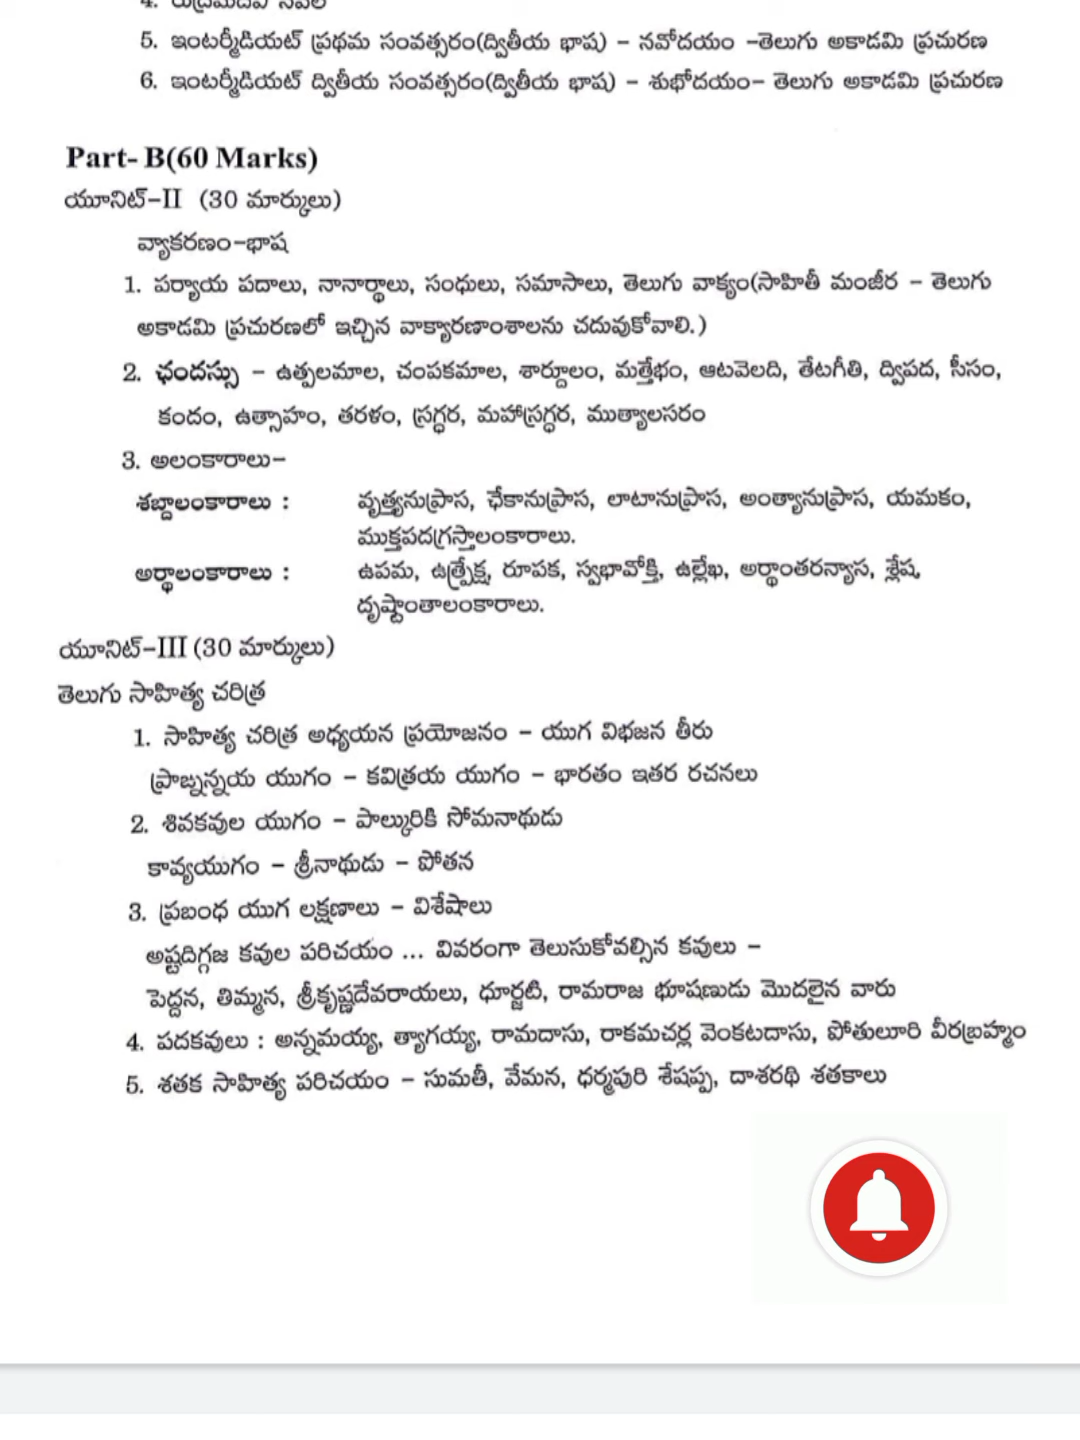 5. ఇంటర్మీడియట్ ప్రథమ సంవత్సరం(ద్వితీయ భాష) – నవోదయం –తెలుగు అకాడమి ప్రచురణ
6. ఇంటర్మీడియట్ ద్వితీయ సంవత్సరం(ద్వితీయ భాష) – శుభోదయం– తెలుగు అకాడమి ప్రచురణ
Part- B(60 Marks)
యూనిట్–II (30 మార్కులు)
వ్యాకరణం–భాష
1. పర్యాయ పదాలు, నానార్థాలు, సంధులు, సమాసాలు, తెలుగు వాక్యం(సాహితీ మంజీర – తెలుగు
అకాడమి ప్రచురణలో ఇచ్చిన వాక్యారణాంశాలను చదువుకోవాలి.)
2. ఛందస్సు – ఉత్పలమాల, చంపకమాల, శార్దూలం, మత్తేభం, ఆటవెలది, తేటగీతి, ద్విపద, సీసం,
కందం, ఉత్సాహం, తరళం, స్రగ్ధర, మహాస్రగ్ధర, ముత్యాలసరం
3. అలంకారాలు–
శబ్దాలంకారాలు : వృత్త్యనుప్రాస, ఛేకానుప్రాస, లాటానుప్రాస, అంత్యానుప్రాస, యమకం,
ముక్తపదగ్రస్తాలంకారాలు.
అర్థాలంకారాలు : ఉపమ, ఉత్ప్రేక్ష, రూపక, స్వభావోక్తి, ఉల్లేఖ, అర్థాంతరన్యాస, శ్లేష,
దృష్టాంతాలంకారాలు.
యూనిట్–III (30 మార్కులు)
తెలుగు సాహిత్య చరిత్ర
1. సాహిత్య చరిత్ర అధ్యయన ప్రయోజనం – యుగ విభజన తీరు
ప్రాఙ్నన్నయ యుగం – కవిత్రయ యుగం – భారతం ఇతర రచనలు
2. శివకవుల యుగం – పాల్కురికి సోమనాథుడు
కావ్యయుగం – శ్రీనాథుడు – పోతన
3. ప్రబంధ యుగ లక్షణాలు – విశేషాలు
అష్టదిగ్గజ కవుల పరిచయం ... వివరంగా తెలుసుకోవల్సిన కవులు –
పెద్దన, తిమ్మన, శ్రీకృష్ణదేవరాయలు, ధూర్జటి, రామరాజ భూషణుడు మొదలైన వారు
4. పదకవులు : అన్నమయ్య, త్యాగయ్య, రామదాసు, రాకమచర్ల వెంకటదాసు, పోతులూరి వీరబ్రహ్మం
5. శతక సాహిత్య పరిచయం – సుమతీ, వేమన, ధర్మపురి శేషప్ప, దాశరథి శతకాలు